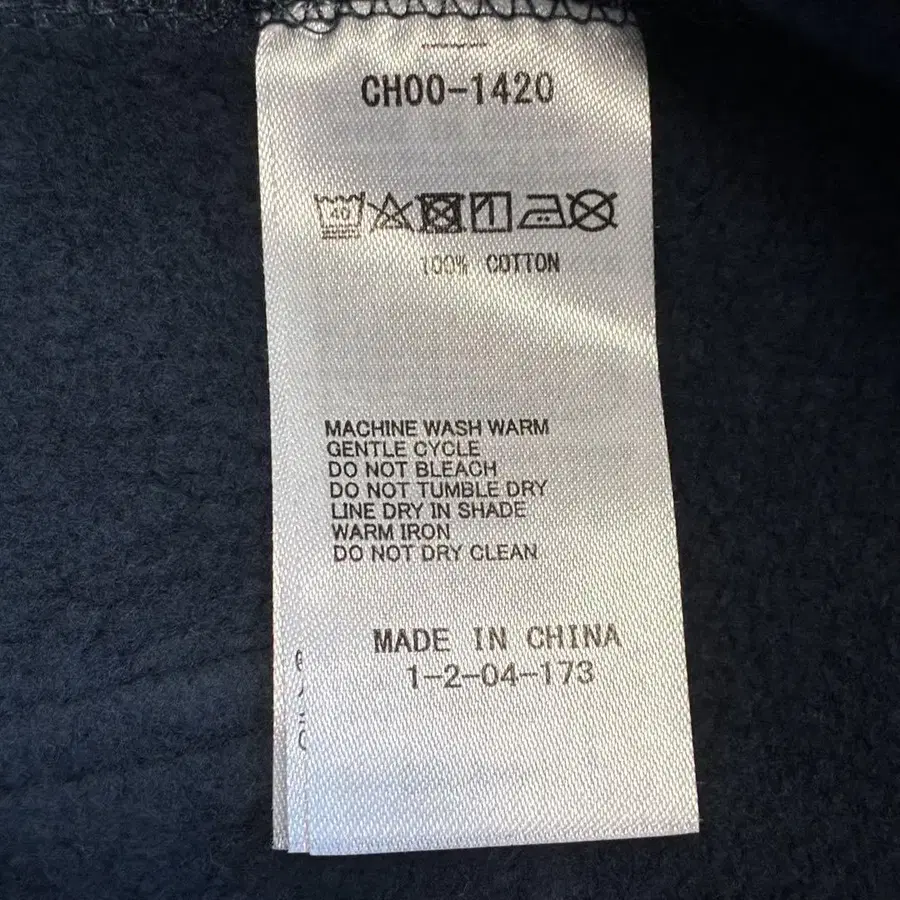 CH00-1420
40
100% COTTON
MACHINE WASH WARM
GENTLE CYCLE
DO NOT BLEACH
DO NOT TUMBLE DRY
LINE DRY IN SHADE
WARM IRON
DO NOT DRY CLEAN
MADE IN CHINA
1-2-04-173